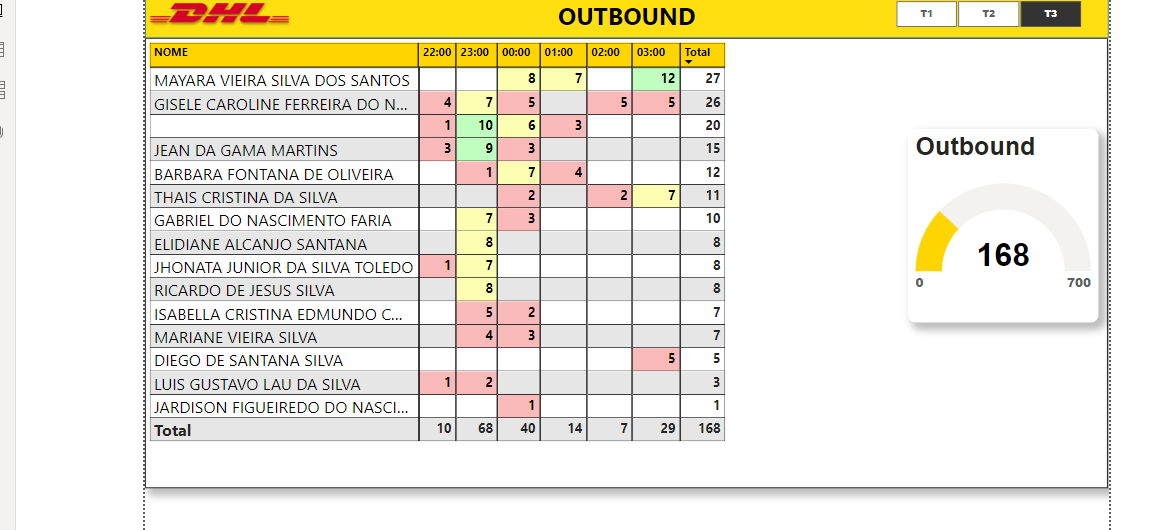 DHL
OUTBOUND
T1 T2 T3
NOME 22:00 23:00 00:00 01:00 02:00 03:00 Total
MAYARA VIEIRA SILVA DOS SANTOS 8 7 12 27
GISELE CAROLINE FERREIRA DO N... 4 7 5 5 5 26
1 10 6 3 20
JEAN DA GAMA MARTINS 3 9 3 15
BARBARA FONTANA DE OLIVEIRA 1 7 4 12
THAIS CRISTINA DA SILVA 2 2 7 11
GABRIEL DO NASCIMENTO FARIA 7 3 10
ELIDIANE ALCANJO SANTANA 8 8
JHONATA JUNIOR DA SILVA TOLEDO 1 7 8
RICARDO DE JESUS SILVA 8 8
ISABELLA CRISTINA EDMUNDO C... 5 2 7
MARIANE VIEIRA SILVA 4 3 7
DIEGO DE SANTANA SILVA 5 5
LUIS GUSTAVO LAU DA SILVA 1 2 3
JARDISON FIGUEIREDO DO NASCI... 1 1
Total 10 68 40 14 7 29 168
Outbound
168
0 700